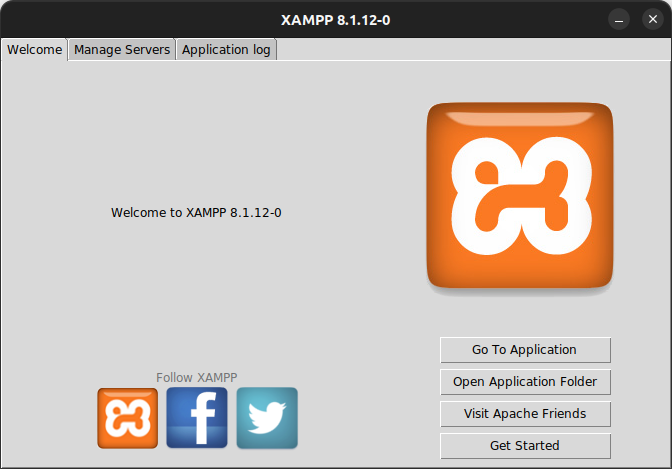 XAMPP 8.1.12-0
Welcome
Manage Servers
Application log
Welcome to XAMPP 8.1.12-0
Go To Application
Open Application Folder
Visit Apache Friends
Get Started
Follow XAMPP